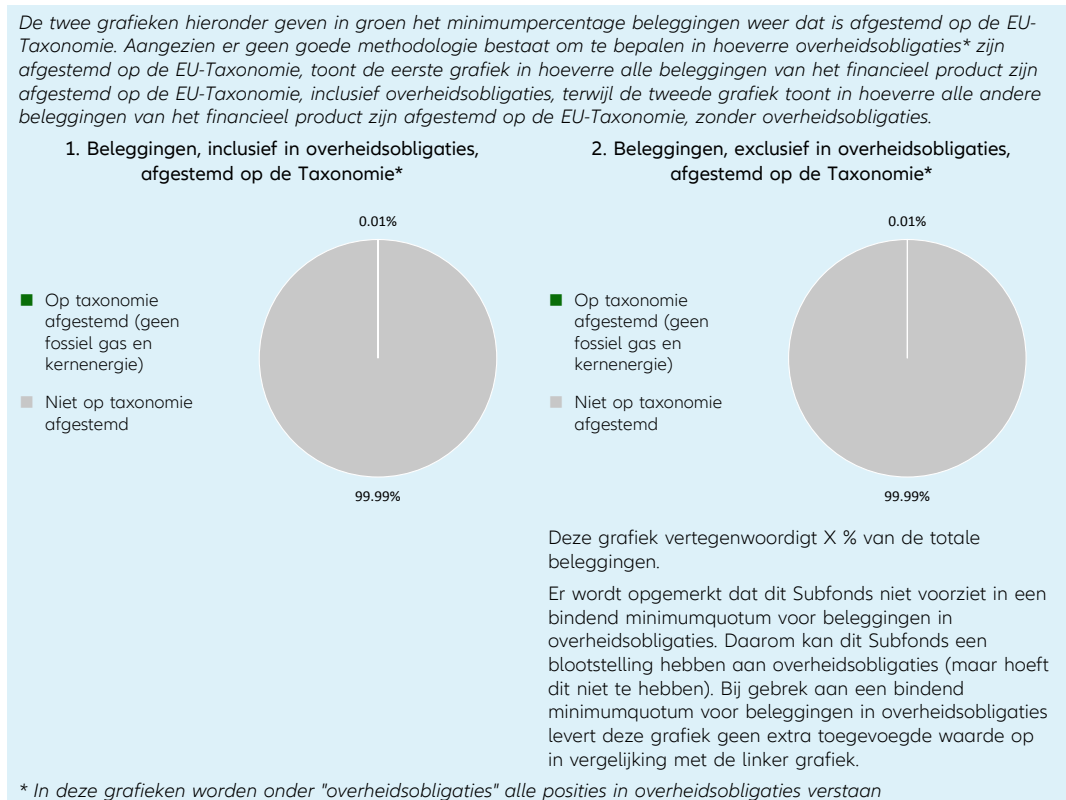 De twee grafieken hieronder geven in groen het minimumpercentage beleggingen weer dat is afgestemd op de EU-
Taxonomie. Aangezien er geen goede methodologie bestaat om te bepalen in hoeverre overheidsobligaties* zijn
afgestemd op de EU-Taxonomie, toont de eerste grafiek in hoeverre alle beleggingen van het financieel product zijn
afgestemd op de EU-Taxonomie, inclusief overheidsobligaties, terwijl de tweede grafiek toont in hoeverre alle andere
beleggingen van het financieel product zijn afgestemd op de EU-Taxonomie, zonder overheidsobligaties.
1. Beleggingen, inclusief in overheidsobligaties,
afgestemd op de Taxonomie*
0.01%
Op taxonomie
afgestemd (geen
fossiel gas en
kernenergie)
Niet op taxonomie
afgestemd
99.99%
2. Beleggingen, exclusief in overheidsobligaties,
afgestemd op de Taxonomie*
0.01%
Op taxonomie
afgestemd (geen
fossiel gas en
kernenergie)
Niet op taxonomie
afgestemd
99.99%
Deze grafiek vertegenwoordigt X % van de totale
beleggingen.
Er wordt opgemerkt dat dit Subfonds niet voorziet in een
bindend minimumquotum voor beleggingen in
overheidsobligaties. Daarom kan dit Subfonds een
blootstelling hebben aan overheidsobligaties (maar hoeft
dit niet te hebben). Bij gebrek aan een bindend
minimumquotum voor beleggingen in overheidsobligaties
levert deze grafiek geen extra toegevoegde waarde op
in vergelijking met de linker grafiek.
* In deze grafieken worden onder "overheidsobligaties" alle posities in overheidsobligaties verstaan